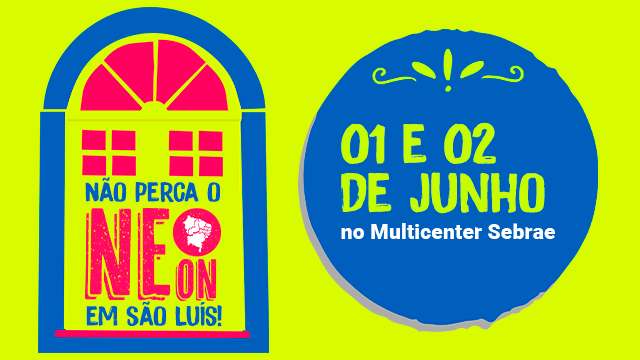 NÃO PERCA O
NE
ON
EM SÃO LUÍS!
01 E 02
DE JUNHO
no Multicenter Sebrae